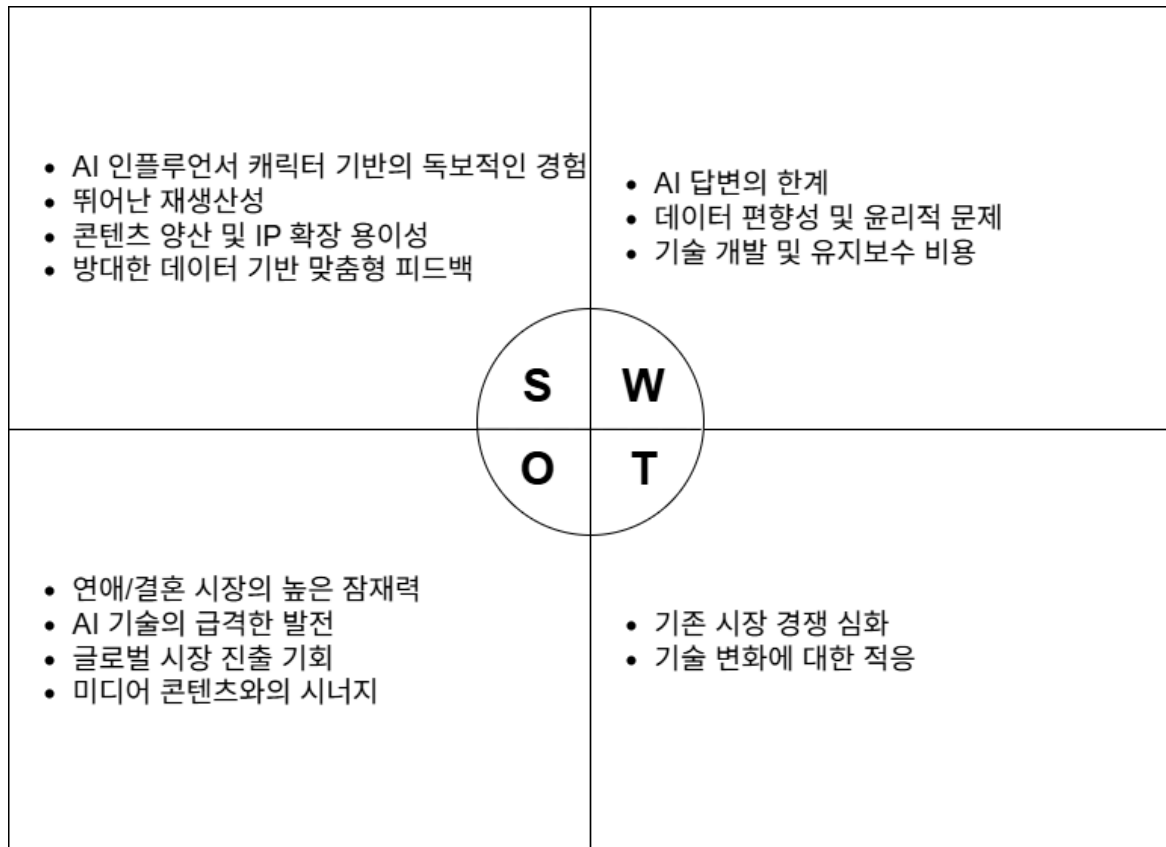 • AI 인플루언서 캐릭터 기반의 독보적인 경험
• 뛰어난 재생산성
• 콘텐츠 양산 및 IP 확장 용이성
• 방대한 데이터 기반 맞춤형 피드백
• AI 답변의 한계
• 데이터 편향성 및 윤리적 문제
• 기술 개발 및 유지보수 비용
S W
O T
• 연애/결혼 시장의 높은 잠재력
• AI 기술의 급격한 발전
• 글로벌 시장 진출 기회
• 미디어 콘텐츠와의 시너지
• 기존 시장 경쟁 심화
• 기술 변화에 대한 적응